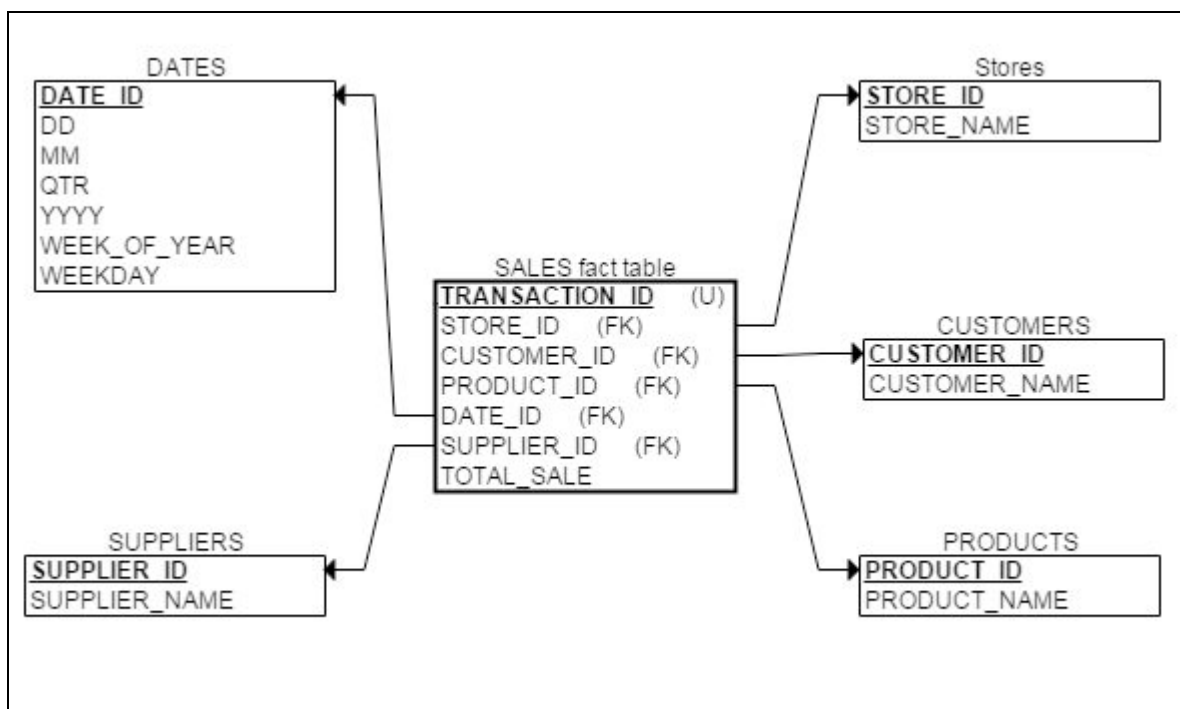 DATES
DATE_ID
DD
MM
QTR
YYYY
WEEK_OF_YEAR
WEEKDAY
Stores
STORE_ID
STORE_NAME
SALES fact table
TRANSACTION_ID (U)
STORE_ID (FK)
CUSTOMER_ID (FK)
PRODUCT_ID (FK)
DATE_ID (FK)
SUPPLIER_ID (FK)
TOTAL_SALE
CUSTOMERS
CUSTOMER_ID
CUSTOMER_NAME
SUPPLIERS
SUPPLIER_ID
SUPPLIER_NAME
PRODUCTS
PRODUCT_ID
PRODUCT_NAME